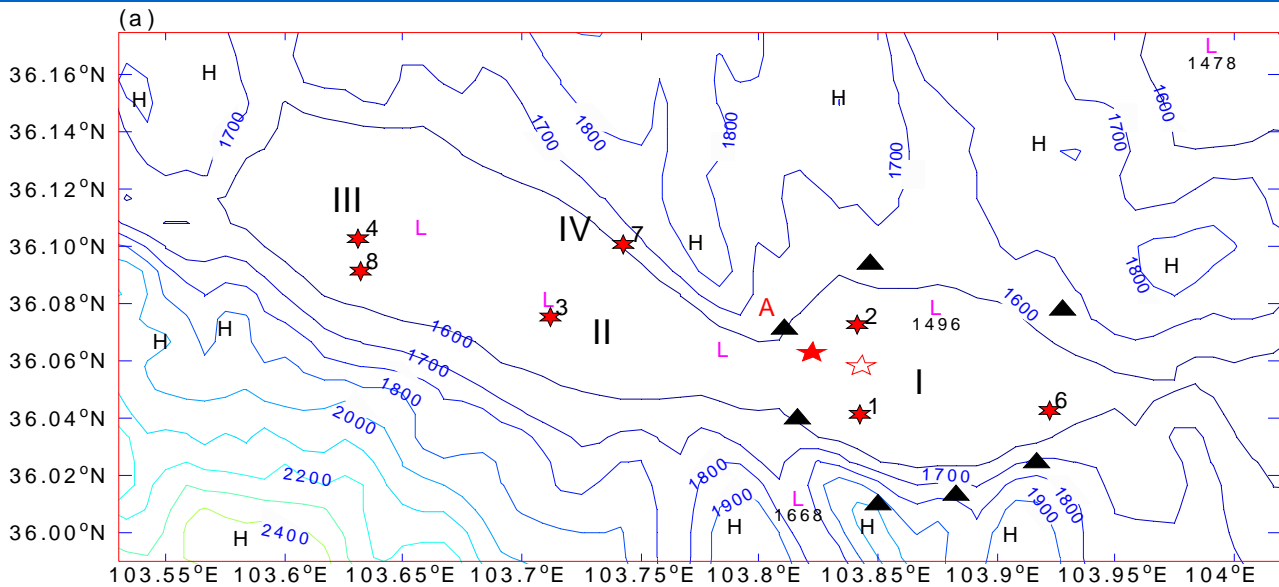 (a)
36.16°N
36.14°N
36.12°N
36.10°N
36.08°N
36.06°N
36.04°N
36.02°N
36.00°N
H
H
1700
1700
1800
1800
H
1700
H
1700
1600
L
1478
III
4
8
L
IV
7
H
L
3
II
L
A
2
L
1496
I
1
6
1600
1800
H
H
H
1600
1700
1800
2000
2200
2400
H
1800
1900
H
L
1668
H
1700
1800
1900
H
103.55°E
103.6°E
103.7°E
103.75°E
103.8°E
103.85°E
103.9°E
103.95°E
104°E